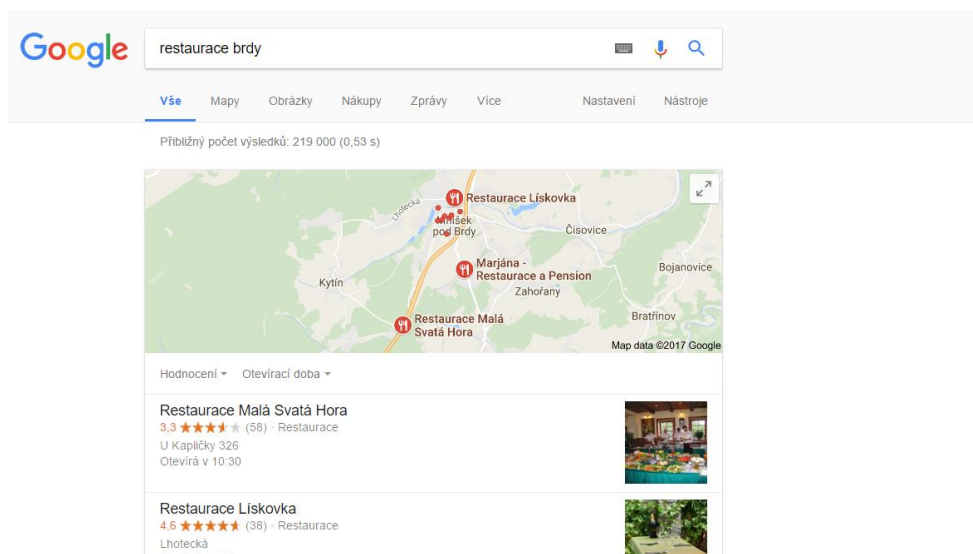 Google
restaurace brdy
Vše Mapy Obrázky Nákupy Zprávy Více Nastavení Nástroje
Přibližný počet výsledků: 219 000 (0,53 s)
Lhotecká
Restaurace Lískovka
Mníšek
pod Brdy
Čisovice
Marjána -
Restaurace a Pension
Bojanovice
Kytín
Zahořany
Restaurace Malá
Svatá Hora
Bratřínov
Map data ©2017 Google
Hodnocení Otevírací doba
Restaurace Malá Svatá Hora
3,3 (58) · Restaurace
U Kapličky 326
Otevírá v 10:30
Restaurace Lískovka
4,6 (38) · Restaurace
Lhotecká